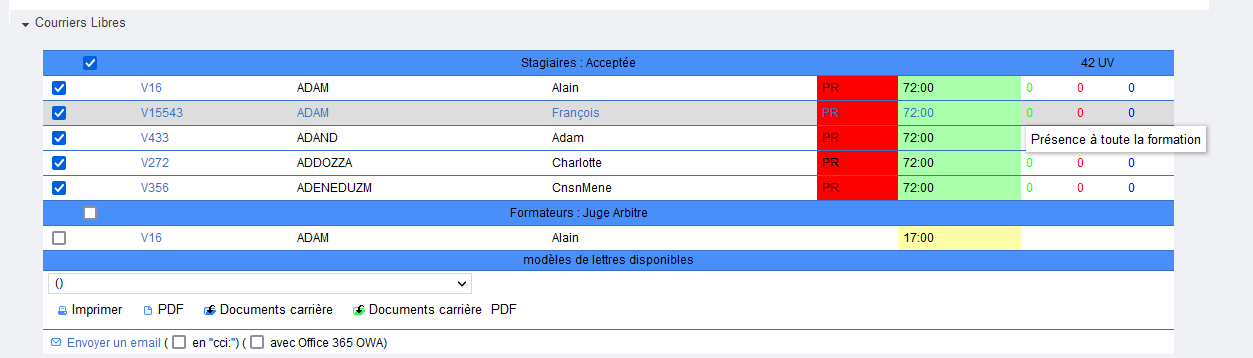 Courriers Libres
Stagiaires : Acceptée 42 UV
V16 ADAM Alain PR 72:00 0 0 0
V15543 ADAM François PR 72:00 0 0 0
V433 ADAND Adam PR 72:00
Présence à toute la formation
V272 ADDOZZA Charlotte PR 72:00 0 0 0
V356 ADENEDUZM CnsnMene PR 72:00 0 0 0
Formateurs : Juge Arbitre
V16 ADAM Alain 17:00
modèles de lettres disponibles
()
Imprimer PDF Documents carrière Documents carrière PDF
Envoyer un email ( en "cci:") ( avec Office 365 OWA)